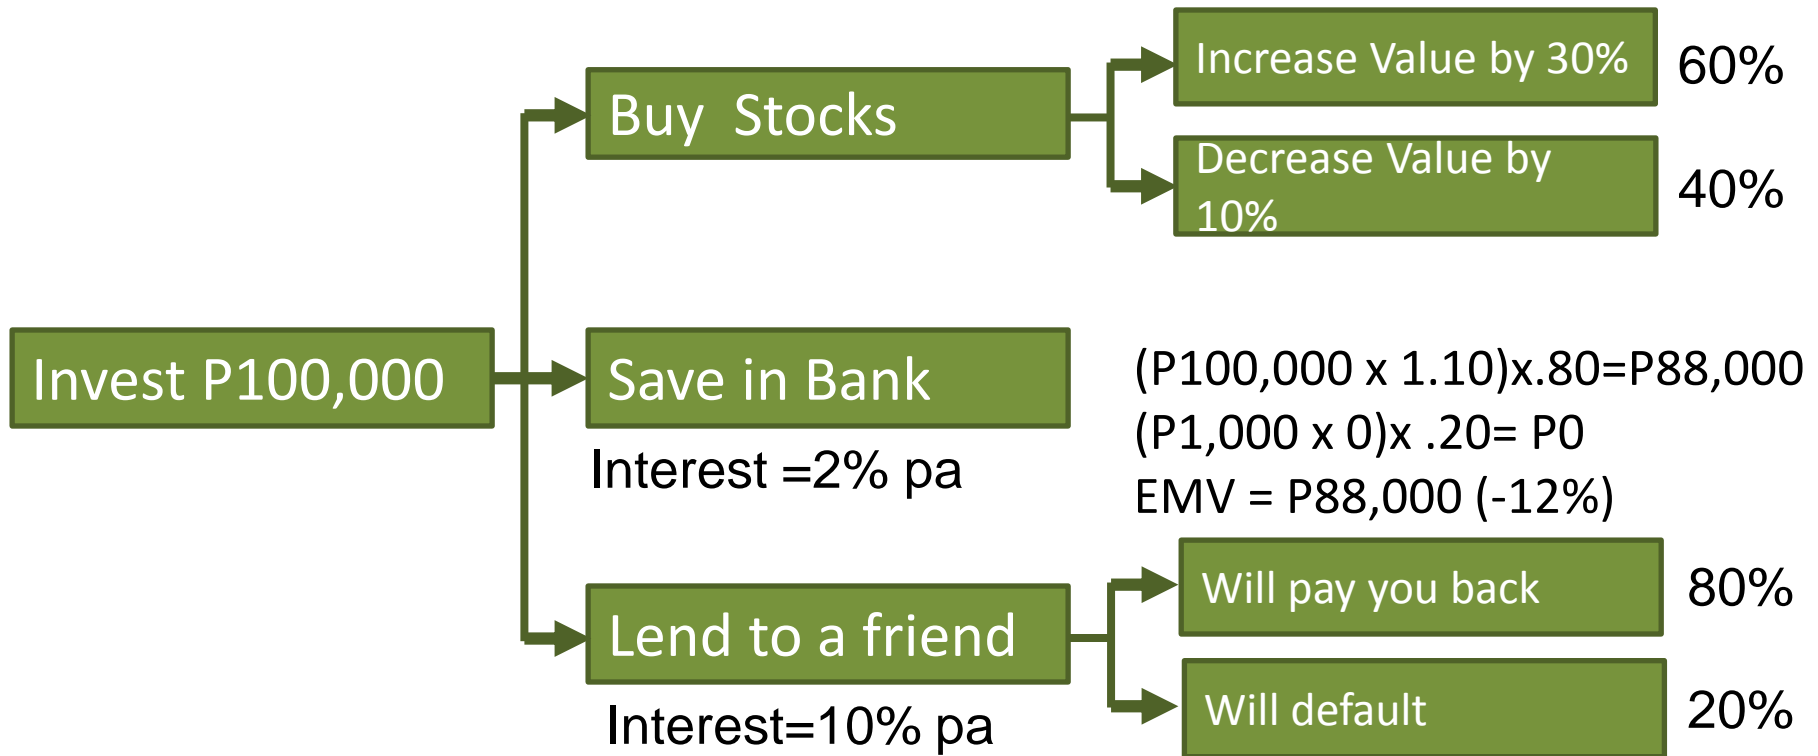 Increase Value by 30%
60%
Buy Stocks
Decrease Value by
10%
40%
Invest P100,000
Save in Bank
Interest =2% pa
(P100,000 x 1.10)x.80=P88,000
(P1,000 x 0)x .20= P0
EMV = P88,000 (-12%)
Lend to a friend
Interest=10% pa
Will pay you back
80%
Will default
20%